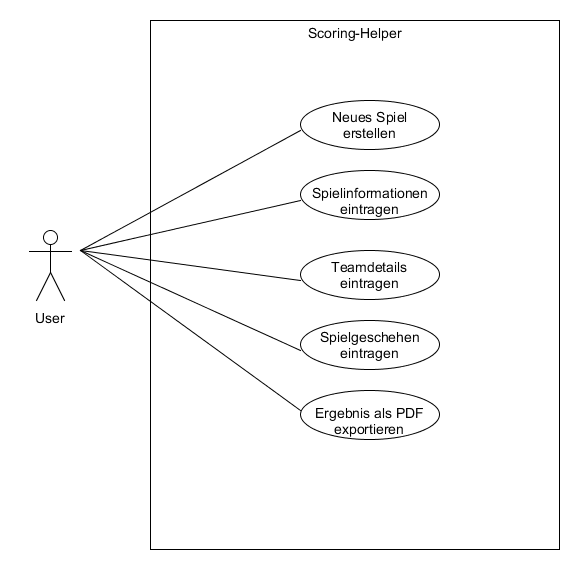 Scoring-Helper
Neues Spiel
erstellen
Spielinformationen
eintragen
Teamdetails
eintragen
User
Spielgeschehen
eintragen
Ergebnis als PDF
exportieren